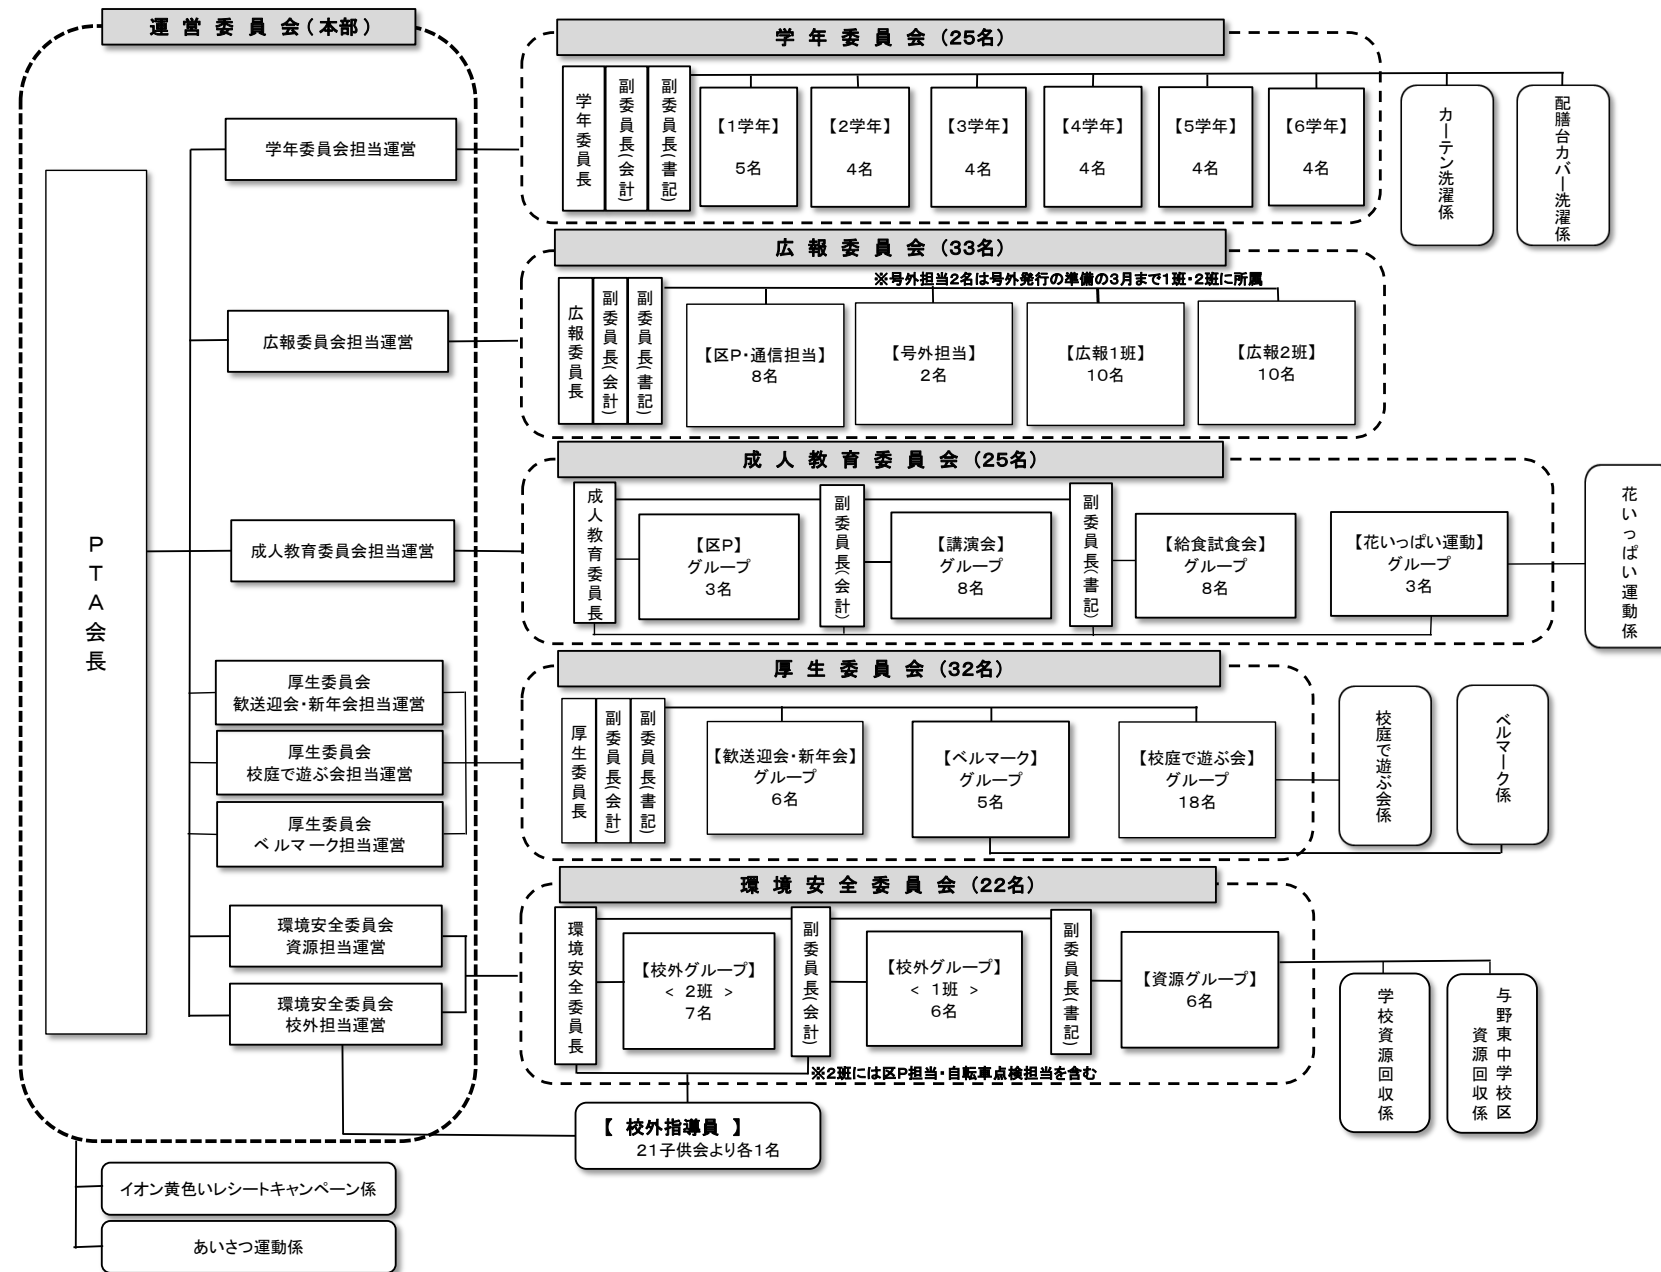 運営委員会(本部)
PTA会長
学年委員会担当運営
広報委員会担当運営
成人教育委員会担当運営
厚生委員会
歓送迎会・新年会担当運営
厚生委員会
校庭で遊ぶ会担当運営
厚生委員会
ベルマーク担当運営
環境安全委員会
資源担当運営
環境安全委員会
校外担当運営
イオン黄色いレシートキャンペーン係
あいさつ運動係
学年委員会(25名)
学年委員長
副委員長(会計)
副委員長(書記)
【1学年】
5名
【2学年】
4名
【3学年】
4名
【4学年】
4名
【5学年】
4名
【6学年】
4名
カーテン洗濯係
配膳台カバー洗濯係
広報委員会(33名)
※号外担当2名は号外発行の準備の3月まで1班・2班に所属
広報委員長
副委員長(会計)
副委員長(書記)
【区P・通信担当】
8名
【号外担当】
2名
【広報1班】
10名
【広報2班】
10名
成人教育委員会(25名)
成人教育委員長
【区P】
グループ
3名
副委員長(会計)
【講演会】
グループ
8名
副委員長(書記)
【給食試食会】
グループ
8名
【花いっぱい運動】
グループ
3名
花いっぱい運動係
厚生委員会(32名)
厚生委員長
副委員長(会計)
副委員長(書記)
【歓送迎会・新年会】
グループ
6名
【ベルマーク】
グループ
5名
【校庭で遊ぶ会】
グループ
18名
校庭で遊ぶ会係
ベルマーク係
環境安全委員会(22名)
環境安全委員長
【校外グループ】
< 2班 >
7名
副委員長(会計)
【校外グループ】
< 1班 >
6名
副委員長(書記)
【資源グループ】
6名
※2班には区P担当・自転車点検担当を含む
学校資源回収係
与野東中学校区
資源回収係
【 校外指導員 】
21子供会より各1名